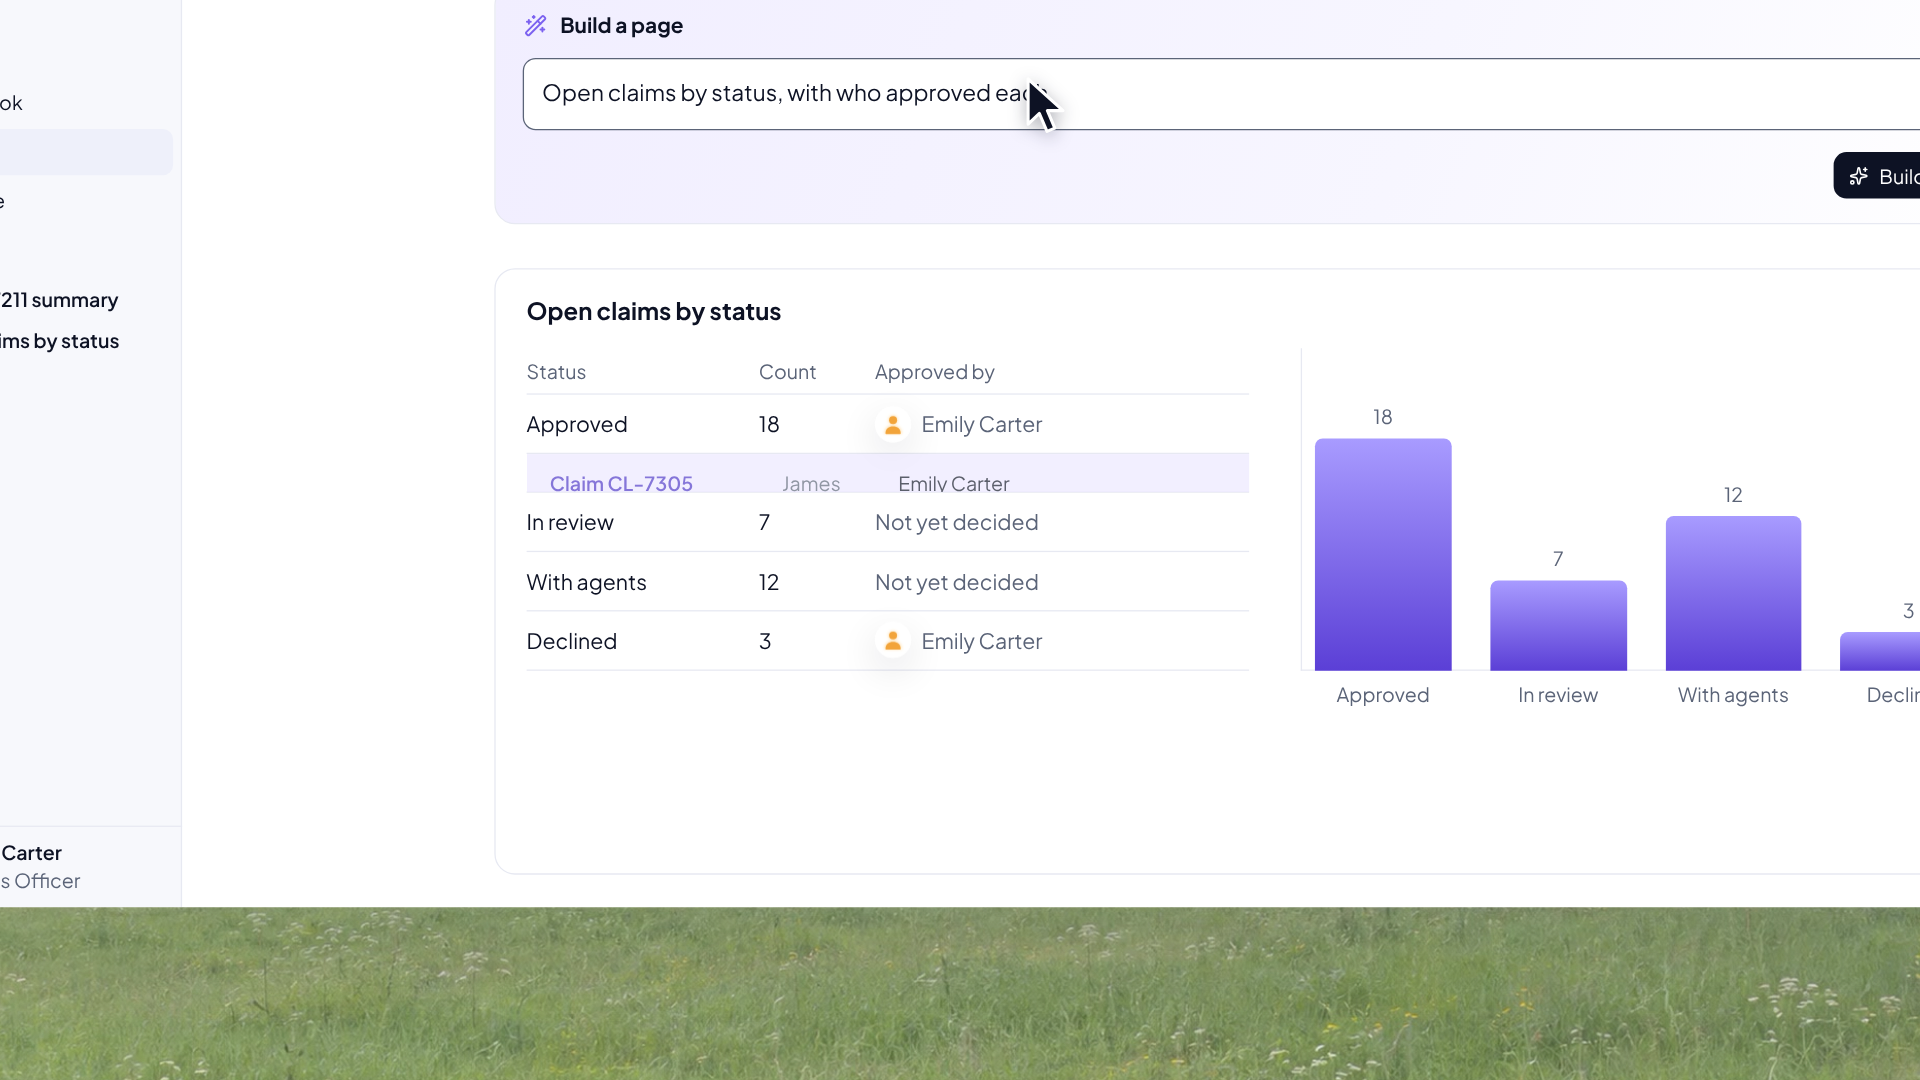 Build a page
ok
Open claims by status, with who approved each
e
Build
211 summary
Open claims by status
ims by status
Status Count Approved by
Approved 18 Emily Carter
Claim CL-7305 James Emily Carter
In review 7 Not yet decided
With agents 12 Not yet decided
Declined 3 Emily Carter
18
7
12
3
Approved In review With agents Declin
Carter
s Officer